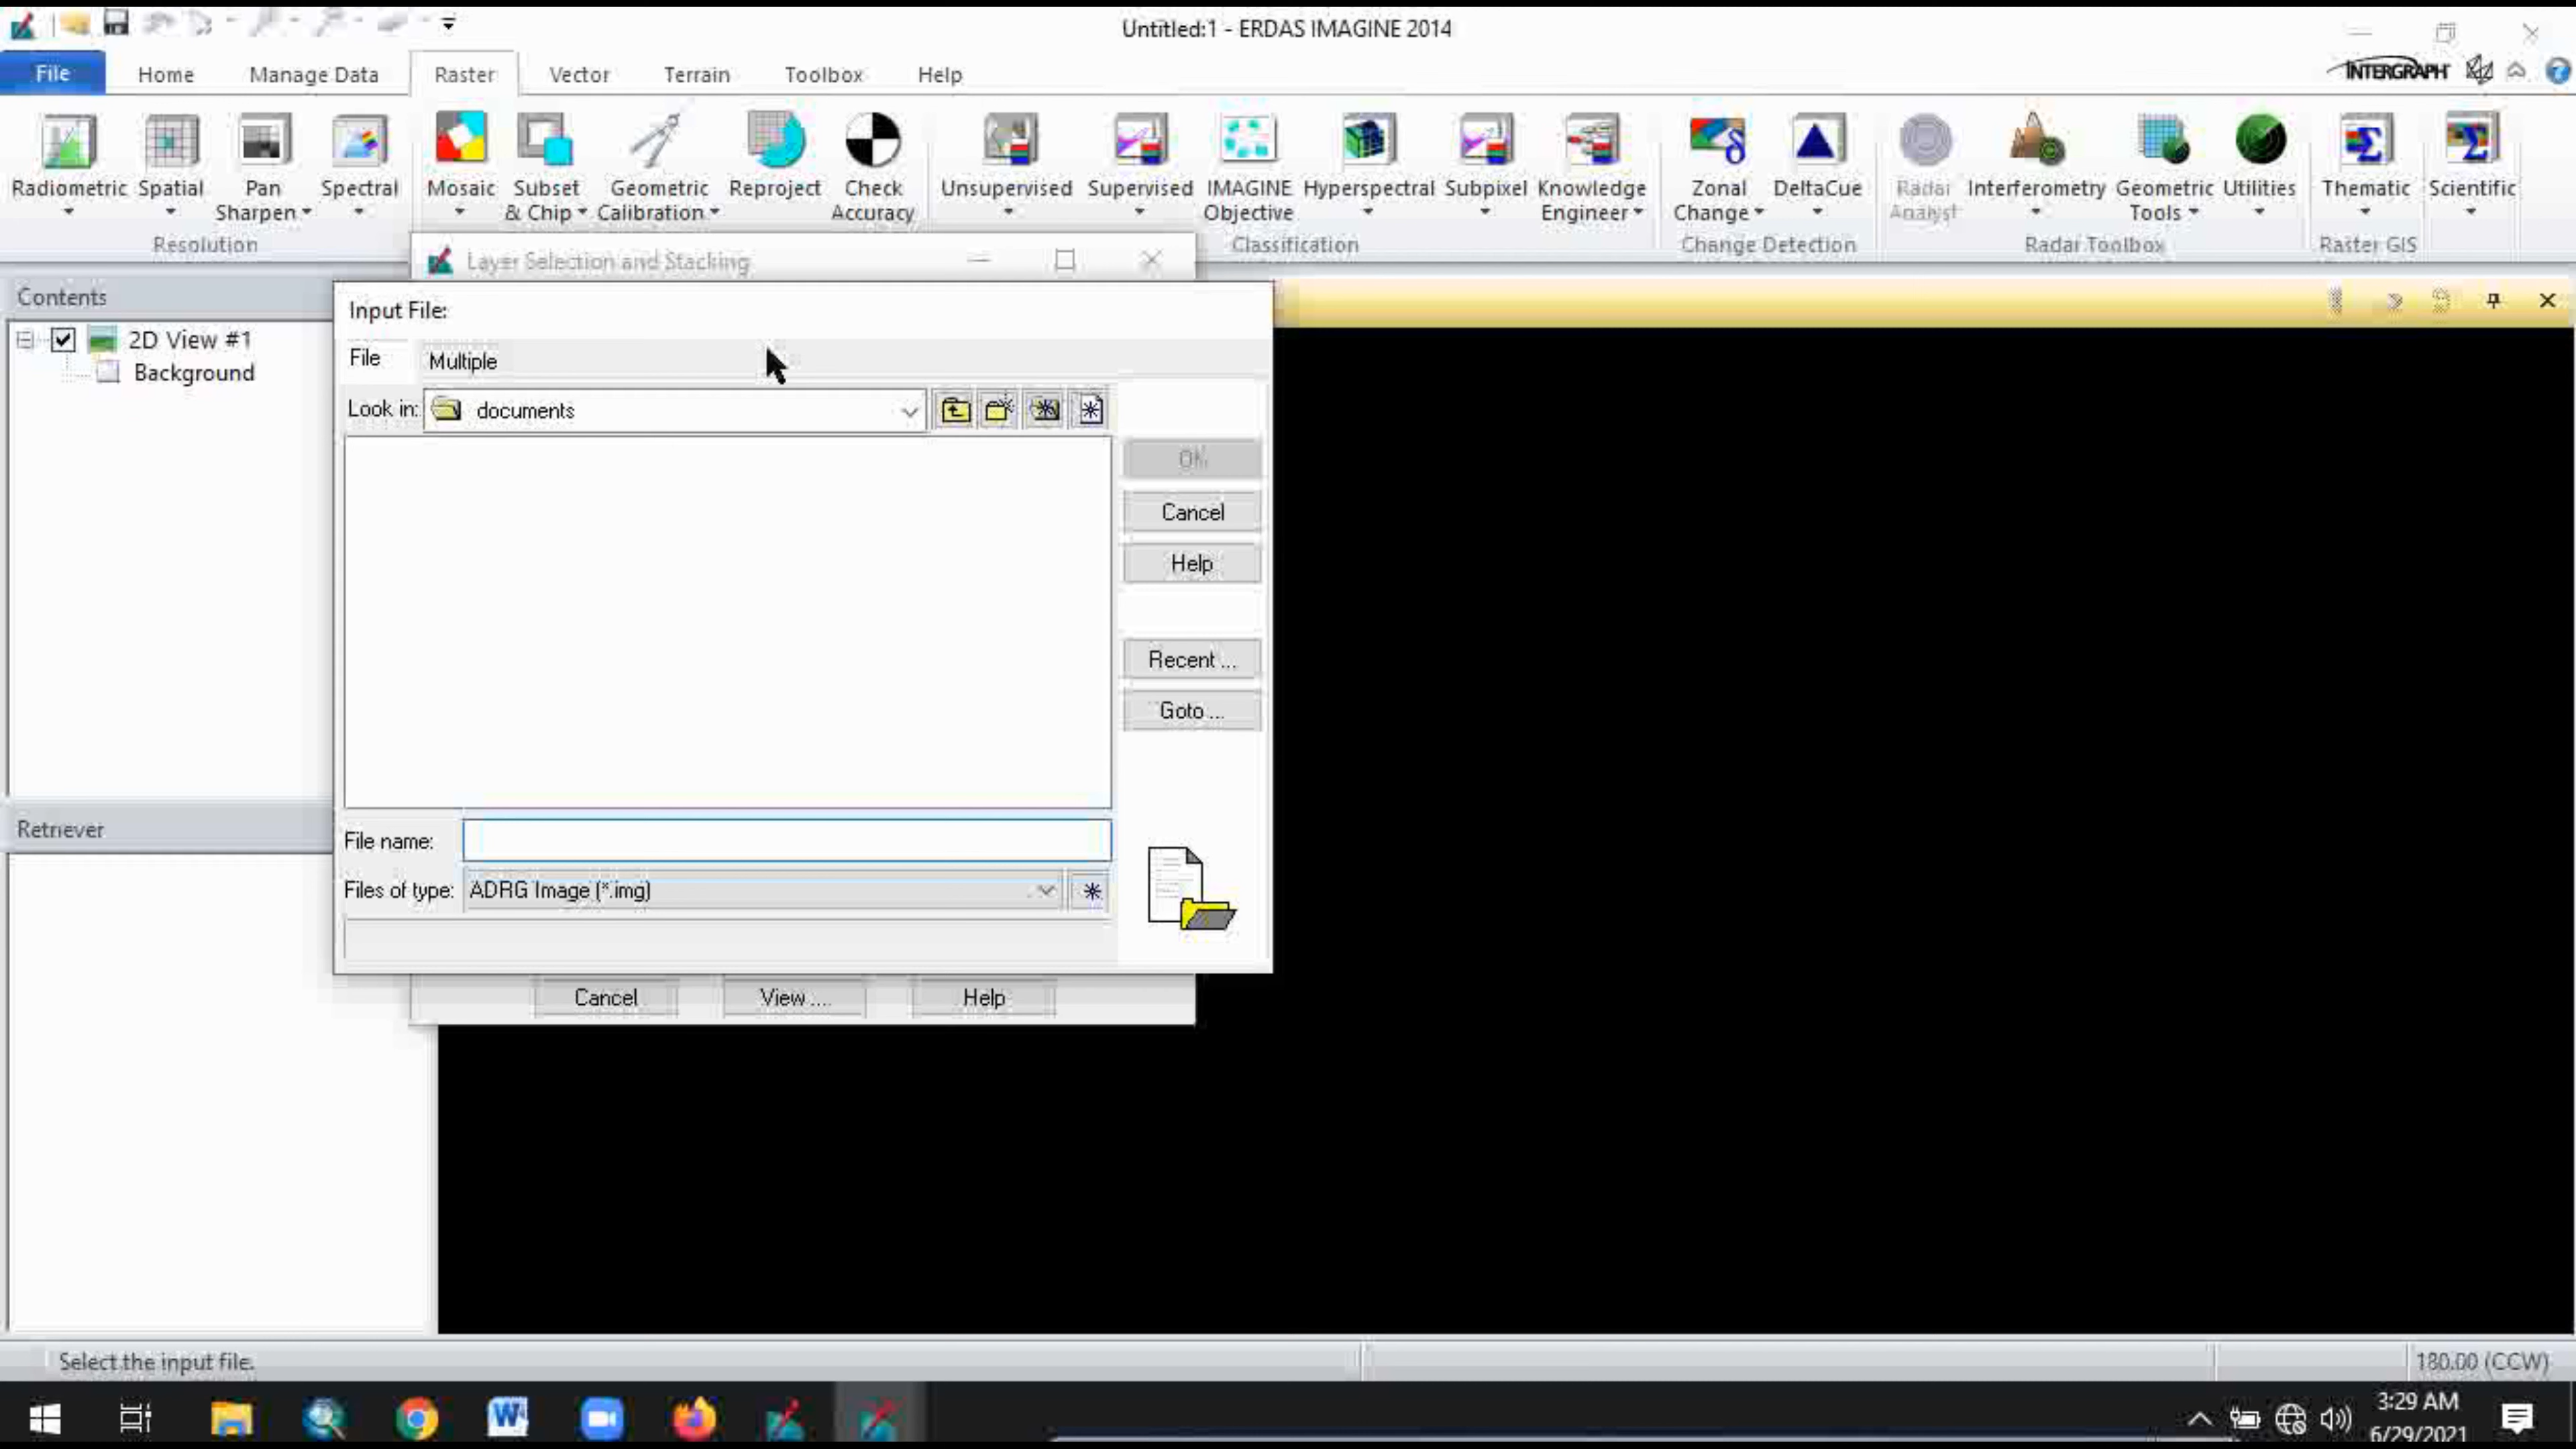 Untitled:1 - ERDAS IMAGINE 2014
File Home Manage Data Raster Vector Terrain Toolbox Help
INTERGRAPH
Radiometric Spatial Pan Sharpen Spectral Mosaic Subset & Chip Geometric Calibration Reproject Check Accuracy Unsupervised Supervised IMAGINE Objective Hyperspectral Subpixel Knowledge Engineer Zonal Change DeltaCue Radar Analyst Interferometry Geometric Tools Utilities Thematic Scientific
Resolution Classification Change Detection Radar Toolbox Raster GIS
Layer Selection and Stacking
Contents
2D View #1
Background
Input File:
File Multiple
Look in: documents
OK
Cancel
Help
Recent ...
Goto ...
File name:
Files of type: ADRG Image (*.img)
Retriever
Cancel View .... Help
Select the input file.
180.00 (CCW)
3:29 AM
6/29/2021